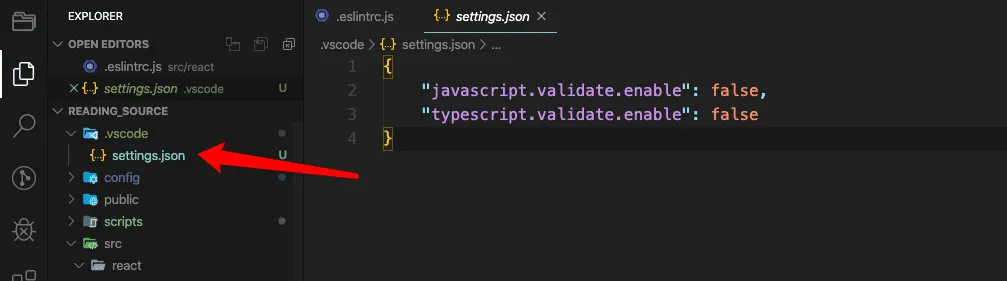 EXPLORER
OPEN EDITORS
.eslintrc.js src/react
{..} settings.json .vscode U
READING_SOURCE
.vscode
{..} settings.json U
config
public
scripts
src
react
.eslintrc.js
{..} settings.json
.vscode > {..} settings.json > ...
1 {
2 "javascript.validate.enable": false,
3 "typescript.validate.enable": false
4 }